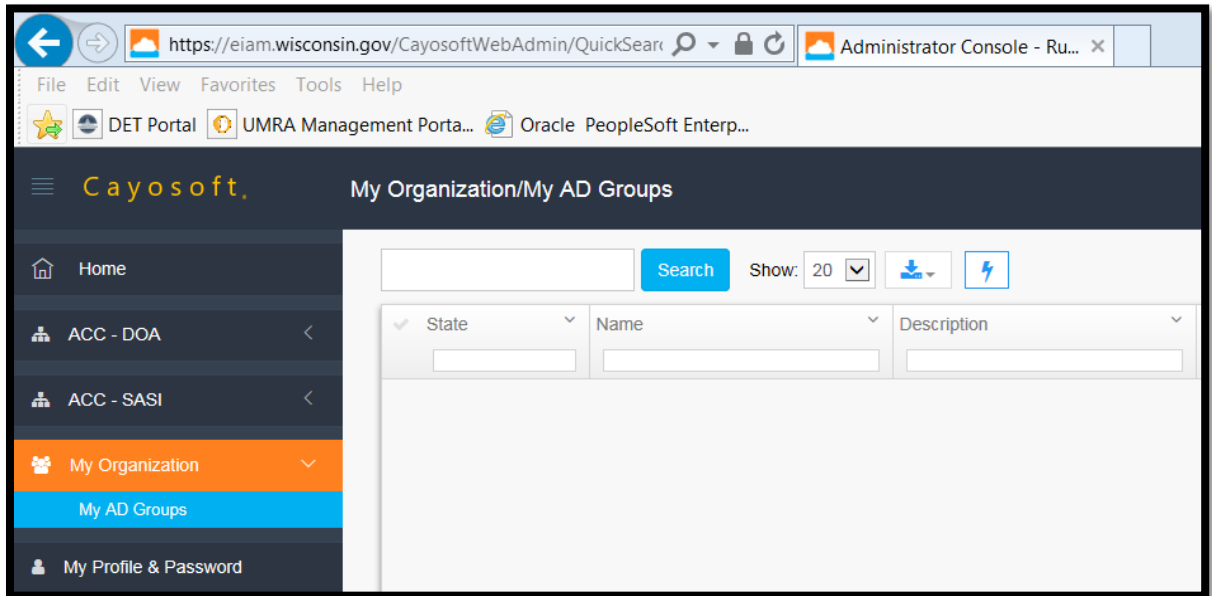 https://eiam.wisconsin.gov/CayosoftWebAdmin/QuickSear Administrator Console - Ru...
File Edit View Favorites Tools Help
DET Portal UMRA Management Porta... Oracle PeopleSoft Enterp...
Cayosoft. My Organization/My AD Groups
Home Search Show: 20
State Name Description
ACC - DOA
ACC - SASI
My Organization
My AD Groups
My Profile & Password